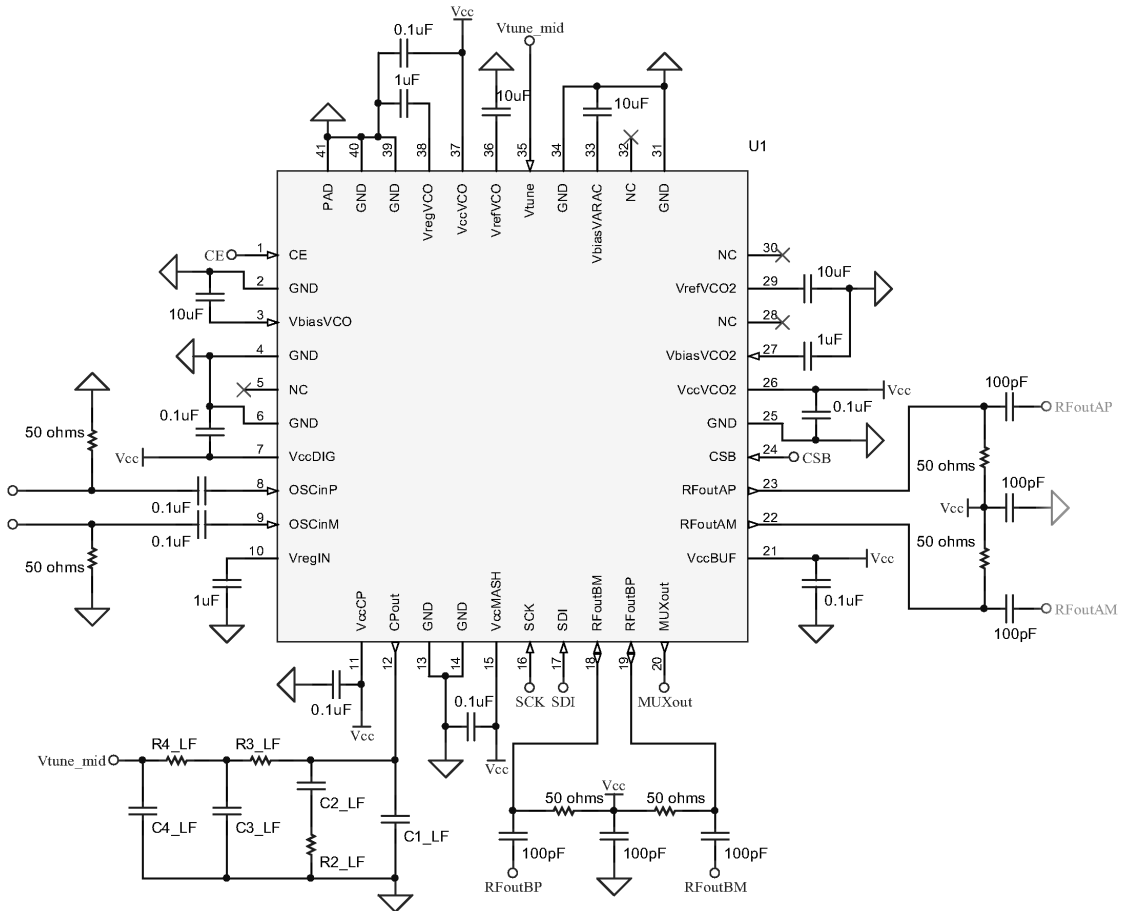 Vcc
Vtune_mid
0.1uF
1uF
10uF
10uF
U1
41
40
39
38
37
36
35
34
33
32
31
PAD
GND
GND
VregVCO
VccVCO
VrefVCO
Vtune
GND
VbiasVARAC
NC
GND
CE
1
CE
2
GND
10uF
3
VbiasVCO
4
GND
5
NC
0.1uF
6
GND
50 ohms
Vcc
7
VccDIG
8
OSCinP
0.1uF
9
OSCinM
0.1uF
50 ohms
10
VregIN
1uF
NC
30
VrefVCO2
29
10uF
NC
28
VbiasVCO2
27
1uF
VccVCO2
26
Vcc
0.1uF
GND
25
CSB
24
CSB
RFoutAP
23
RFoutAM
22
VccBUF
21
Vcc
0.1uF
100pF
RFoutAP
50 ohms
100pF
Vcc
50 ohms
RFoutAM
100pF
VccCP
CPout
GND
GND
VccMASH
SCK
SDI
RFoutBM
RFoutBP
MUXout
11
12
13
14
15
16
17
18
19
20
0.1uF
Vcc
0.1uF
Vcc
SCK
SDI
MUXout
Vtune_mid
R4_LF
R3_LF
C2_LF
C4_LF
C3_LF
C1_LF
R2_LF
Vcc
50 ohms
50 ohms
100pF
100pF
100pF
RFoutBP
RFoutBM